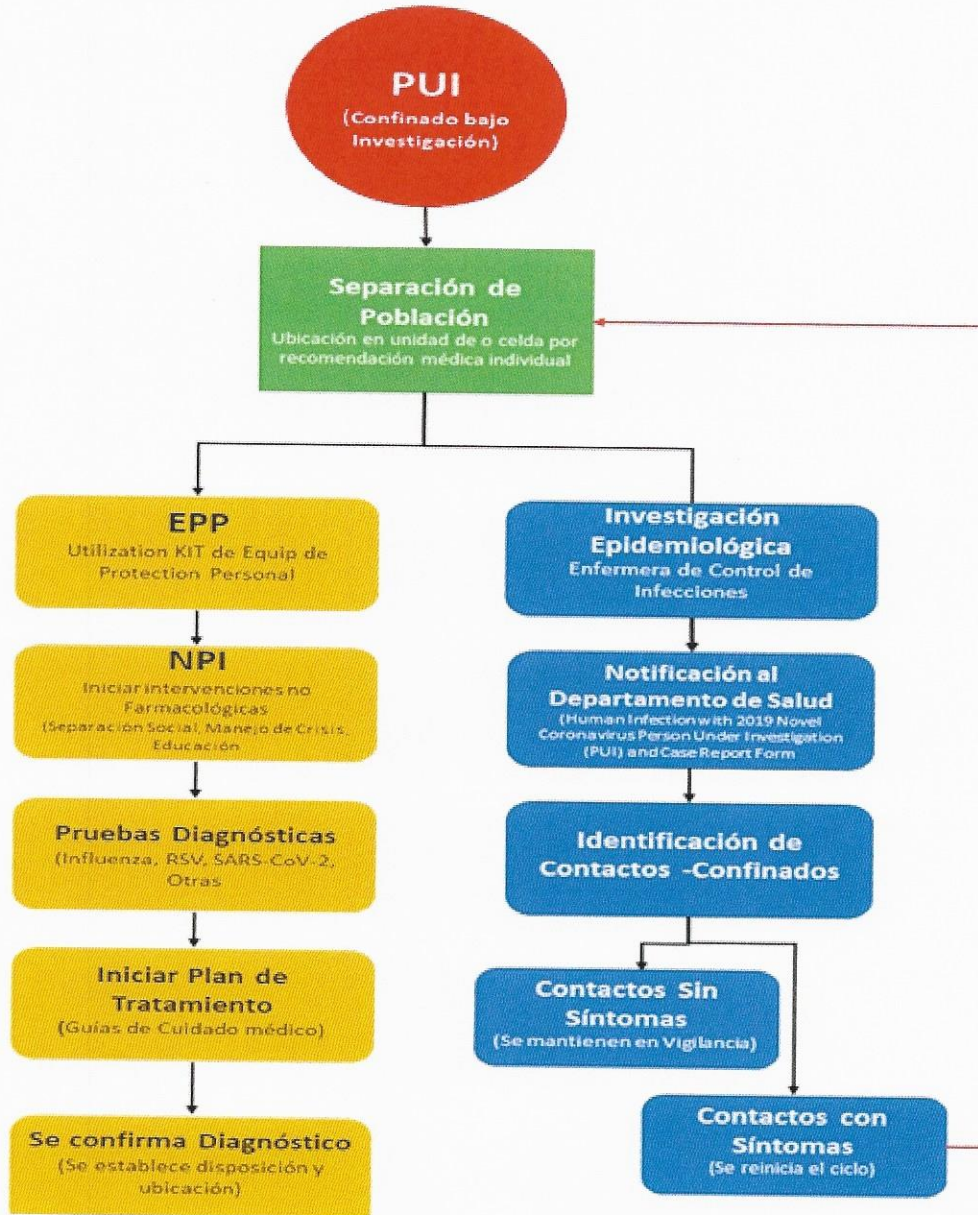 PUI
(Confinado bajo
Investigación)
Separación de
Población
Ubicación en unidad de o celda por
recomendación médica individual
EPP
Utilization KIT de Equip de
Protection Personal
NPI
Iniciar intervenciones no
Farmacológicas
(Separación Social, Manejo de Crisis,
Educación
Pruebas Diagnósticas
(Influenza, RSV, SARS-CoV-2,
Otras
Iniciar Plan de
Tratamiento
(Guías de Cuidado médico)
Se confirma Diagnóstico
(Se establece disposición y
ubicación)
Investigación
Epidemiológica
Enfermera de Control de
Infecciones
Notificación al
Departamento de Salud
(Human Infection with 2019 Novel
Coronavirus Person Under Investigation
(PUI) and Case Report Form
Identificación de
Contactos -Confinados
Contactos Sin
Síntomas
(Se mantienen en Vigilancia)
Contactos con
Síntomas
(Se reinicia el ciclo)